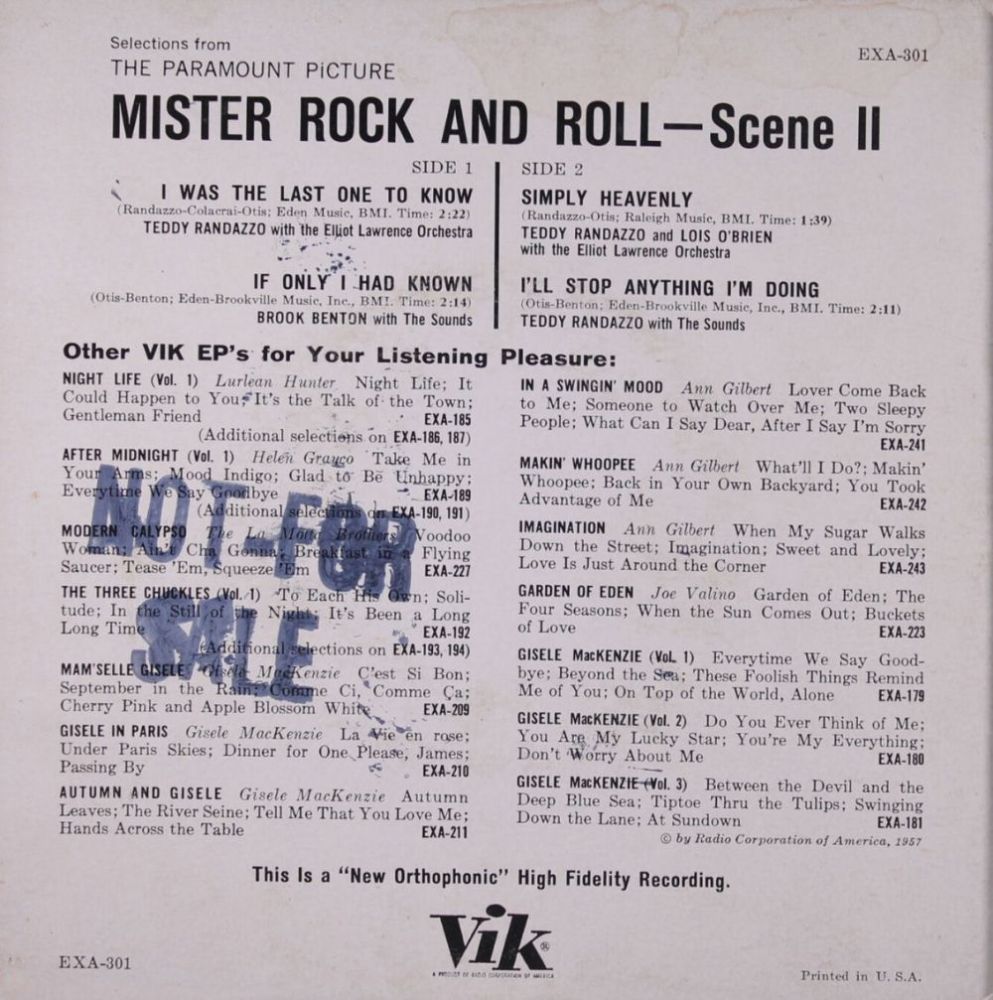 Selections from
THE PARAMOUNT PiCTURE
EXA-301
MISTER ROCK AND ROLL—Scene II
SIDE 1
I WAS THE LAST ONE TO KNOW
(Randazzo-Colacrai-Otis; Eden Music, BMI. Time: 2:22)
TEDDY RANDAZZO with the Elliot Lawrence Orchestra
IF ONLY I HAD KNOWN
(Otis-Benton; Eden-Brookville Music, Inc., BMI. Time: 2:14)
BROOK BENTON with The Sounds
SIDE 2
SIMPLY HEAVENLY
(Randazzo-Otis; Raleigh Music, BMI. Time: 1:39)
TEDDY RANDAZZO and LOIS O'BRIEN
with the Elliot Lawrence Orchestra
I'LL STOP ANYTHING I'M DOING
(Otis-Benton; Eden-Brookville Music, Inc., BMI. Time: 2:11)
TEDDY RANDAZZO with The Sounds
Other VIK EP's for Your Listening Pleasure:
NIGHT LIFE (Vol. 1) Lurlean Hunter Night Life; It
Could Happen to You; It's the Talk of the Town;
Gentleman Friend EXA-185
(Additional selections on EXA-186, 187)
AFTER MIDNIGHT (Vol. 1) Helen Grayco Take Me in
Your Arms; Mood Indigo; Glad to Be Unhappy;
Everytime We Say Goodbye EXA-189
(Additional selections on EXA-190, 191)
MODERN CALYPSO The La Motte Brothers Voodoo
Woman; Ain't Cha Gonna; Breakfast in a Flying
Saucer; Tease 'Em, Squeeze 'Em EXA-227
THE THREE CHUCKLES (Vol. 1) To Each His Own; Soli-
tude; In the Still of the Night; It's Been a Long
Long Time EXA-192
(Additional selections on EXA-193, 194)
MAM'SELLE GISELE Gisele MacKenzie C'est Si Bon;
September in the Rain; Comme Ci, Comme Ça;
Cherry Pink and Apple Blossom White EXA-209
GISELE IN PARIS Gisele MacKenzie La Vie en rose;
Under Paris Skies; Dinner for One Please, James;
Passing By EXA-210
AUTUMN AND GISELE Gisele MacKenzie Autumn
Leaves; The River Seine; Tell Me That You Love Me;
Hands Across the Table EXA-211
NOT FOR
SALE
IN A SWINGIN' MOOD Ann Gilbert Lover Come Back
to Me; Someone to Watch Over Me; Two Sleepy
People; What Can I Say Dear, After I Say I'm Sorry
EXA-241
MAKIN' WHOOPEE Ann Gilbert What'll I Do?; Makin'
Whoopee; Back in Your Own Backyard; You Took
Advantage of Me EXA-242
IMAGINATION Ann Gilbert When My Sugar Walks
Down the Street; Imagination; Sweet and Lovely;
Love Is Just Around the Corner EXA-243
GARDEN OF EDEN Joe Valino Garden of Eden; The
Four Seasons; When the Sun Comes Out; Buckets
of Love EXA-223
GISELE MacKENZIE (Vol. 1) Everytime We Say Good-
bye; Beyond the Sea; These Foolish Things Remind
Me of You; On Top of the World, Alone EXA-179
GISELE MacKENZIE (Vol. 2) Do You Ever Think of Me;
You Are My Lucky Star; You're My Everything;
Don't Worry About Me EXA-180
GISELE MacKENZIE (Vol. 3) Between the Devil and the
Deep Blue Sea; Tiptoe Thru the Tulips; Swinging
Down the Lane; At Sundown EXA-181
© by Radio Corporation of America, 1957
This Is a "New Orthophonic" High Fidelity Recording.
Vik®
A PRODUCT OF RADIO CORPORATION OF AMERICA
EXA-301
Printed in U. S. A.